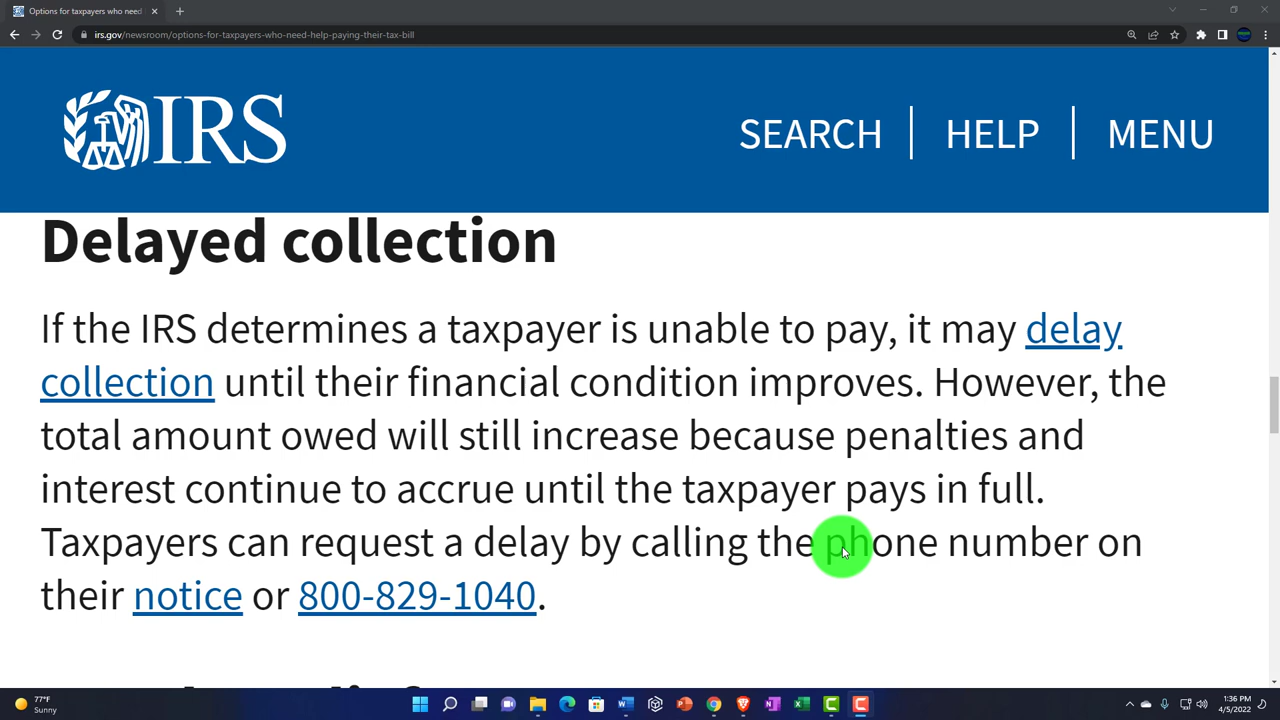 Options for taxpayers who need
irs.gov/newsroom/options-for-taxpayers-who-need-help-paying-their-tax-bill
IRS
SEARCH HELP MENU
Delayed collection
If the IRS determines a taxpayer is unable to pay, it may delay
collection until their financial condition improves. However, the
total amount owed will still increase because penalties and
interest continue to accrue until the taxpayer pays in full.
Taxpayers can request a delay by calling the phone number on
their notice or 800-829-1040.
77°F
Sunny
1:36 PM
4/5/2022